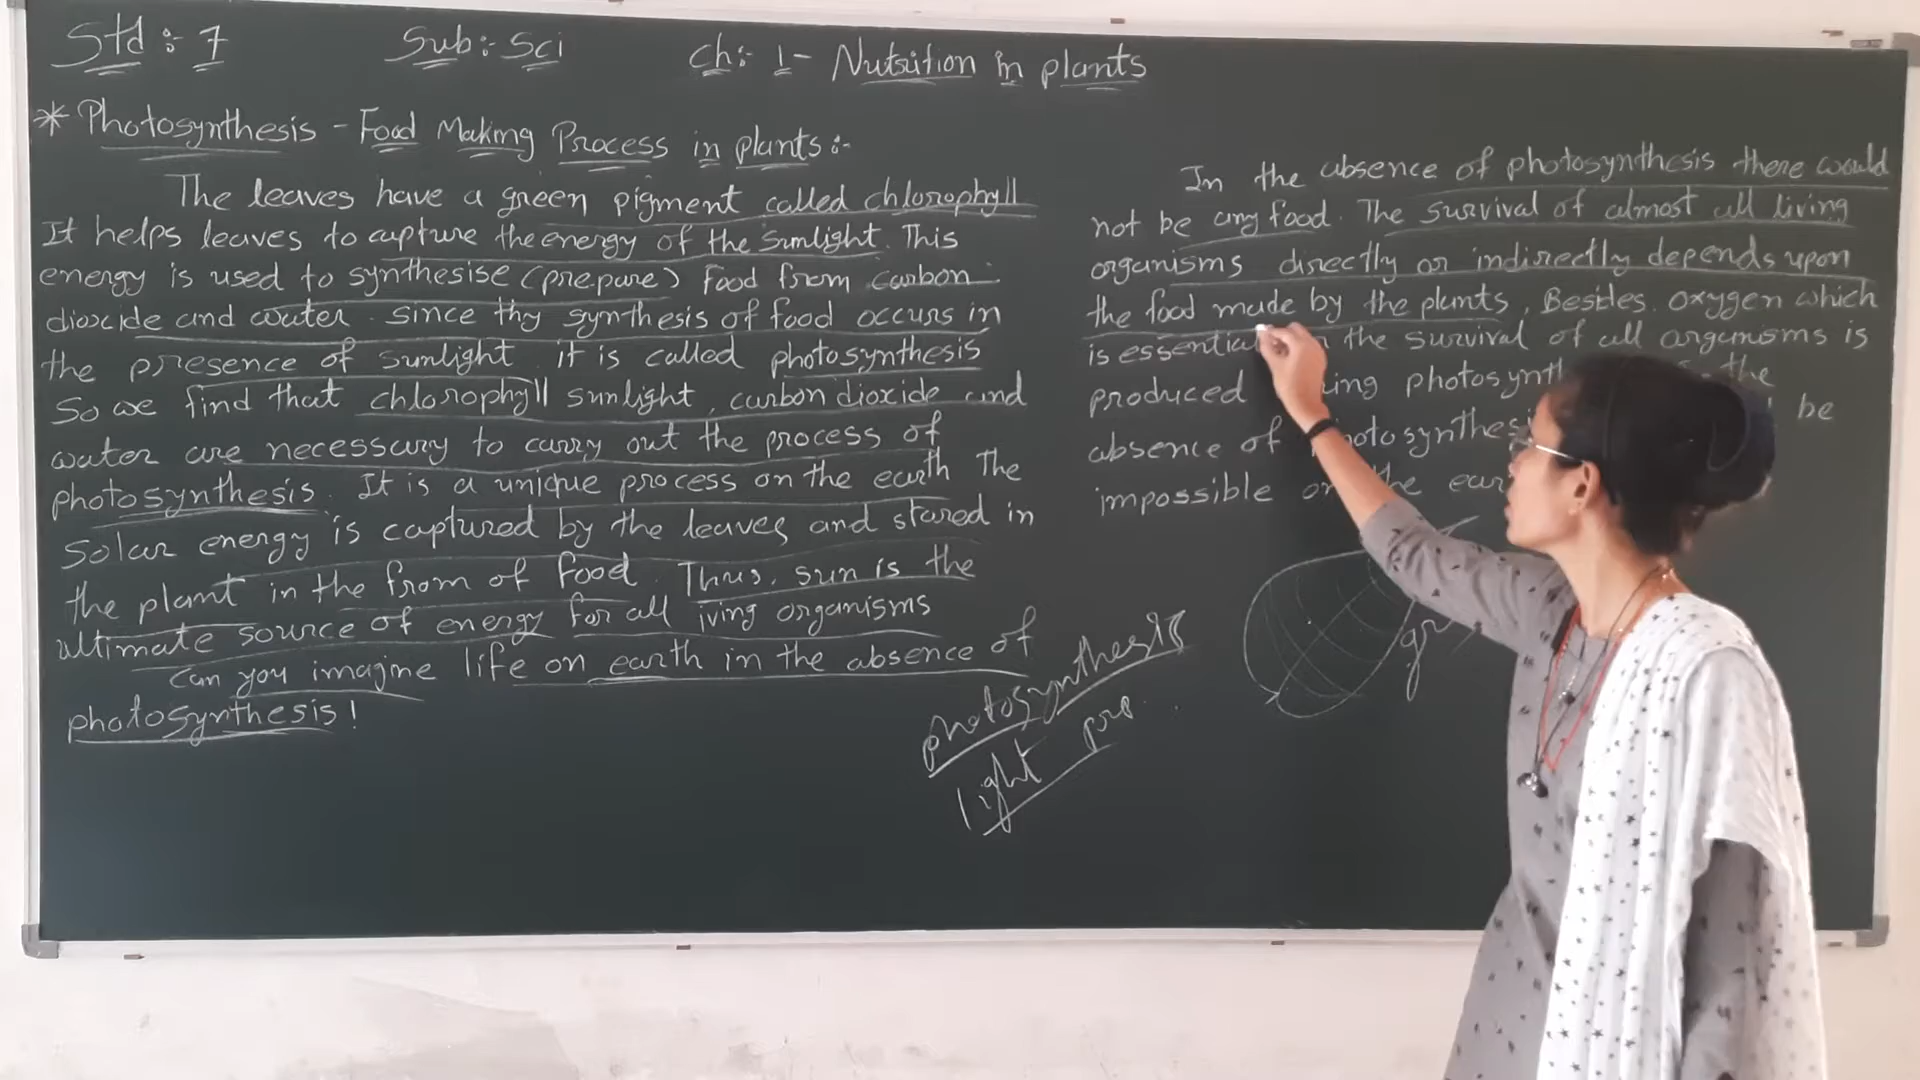 Std :- 7 Sub:- Sci Ch:- 1- Nutrition in plants
* Photosynthesis - Food Making Process in plants :-
The leaves have a green pigment called chlorophyll
It helps leaves to capture the energy of the sunlight. This
energy is used to synthesise (prepare) food from carbon
dioxide and water. Since thy synthesis of food occurs in
the presence of sunlight it is called photosynthesis
So we find that chlorophyll sunlight, carbon dioxide and
water are necessary to carry out the process of
photosynthesis. It is a unique process on the earth The
Solar energy is captured by the leaves and stared in
the plant in the from of food. Thus, sun is the
ultimate source of energy for all iving organisms
Can you imagine life on earth in the absence of
photosynthesis!
In the absence of photosynthesis there would
not be any food. The survival of almost all living
organisms directly or indirectly depends upon
the food made by the plants, Besides. oxygen which
is essential the survival of all organisms is
produced photosynt the
absence of photosynthes be
impossible on the ear
photosynthesis
light pro
gr